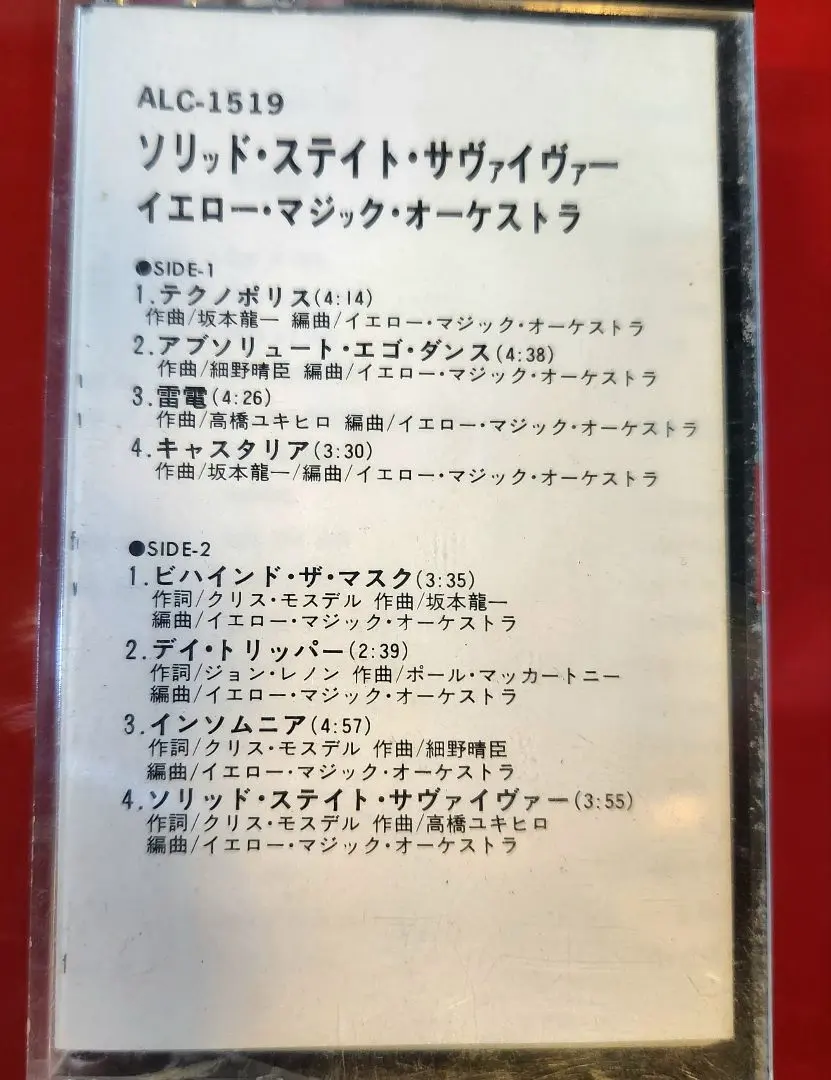 ALC-1519
ソリッド・ステイト・サヴァイヴァー
イエロー・マジック・オーケストラ
●SIDE-1
1.テクノポリス(4:14)
作曲/坂本龍一 編曲/イエロー・マジック・オーケストラ
2.アブソリュート・エゴ・ダンス(4:38)
作曲/細野晴臣 編曲/イエロー・マジック・オーケストラ
3.雷電(4:26)
作曲/高橋ユキヒロ 編曲/イエロー・マジック・オーケストラ
4.キャスタリア(3:30)
作曲/坂本龍一/編曲/イエロー・マジック・オーケストラ
●SIDE-2
1.ビハインド・ザ・マスク(3:35)
作詞/クリス・モスデル 作曲/坂本龍一
編曲/イエロー・マジック・オーケストラ
2.デイ・トリッパー(2:39)
作詞/ジョン・レノン 作曲/ポール・マッカートニー
編曲/イエロー・マジック・オーケストラ
3.インソムニア(4:57)
作詞/クリス・モスデル 作曲/細野晴臣
編曲/イエロー・マジック・オーケストラ
4.ソリッド・ステイト・サヴァイヴァー(3:55)
作詞/クリス・モスデル 作曲/高橋ユキヒロ
編曲/イエロー・マジック・オーケストラ